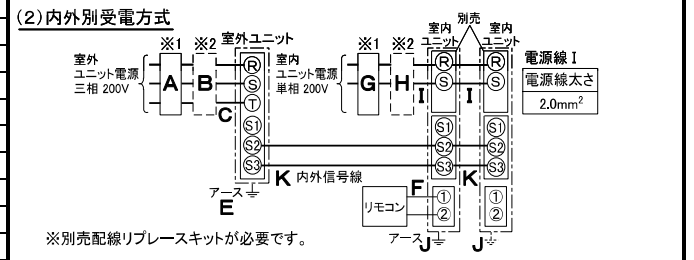 (2)内外別受電方式
※1 ※2 室外ユニット
室外
ユニット電源
三相 200V
A B C
R
S
T
S1
S2
S3
アース
E
K 内外信号線
※1 ※2
室内
ユニット電源
単相 200V
G H
別売
室内
ユニット
室内
ユニット
R R
S S
I I
S1 S1
S2 S2
S3 S3
K
F
リモコン
① ①
② ②
アース J J
電源線 I
電源線太さ
2.0mm²
※別売配線リプレースキットが必要です。